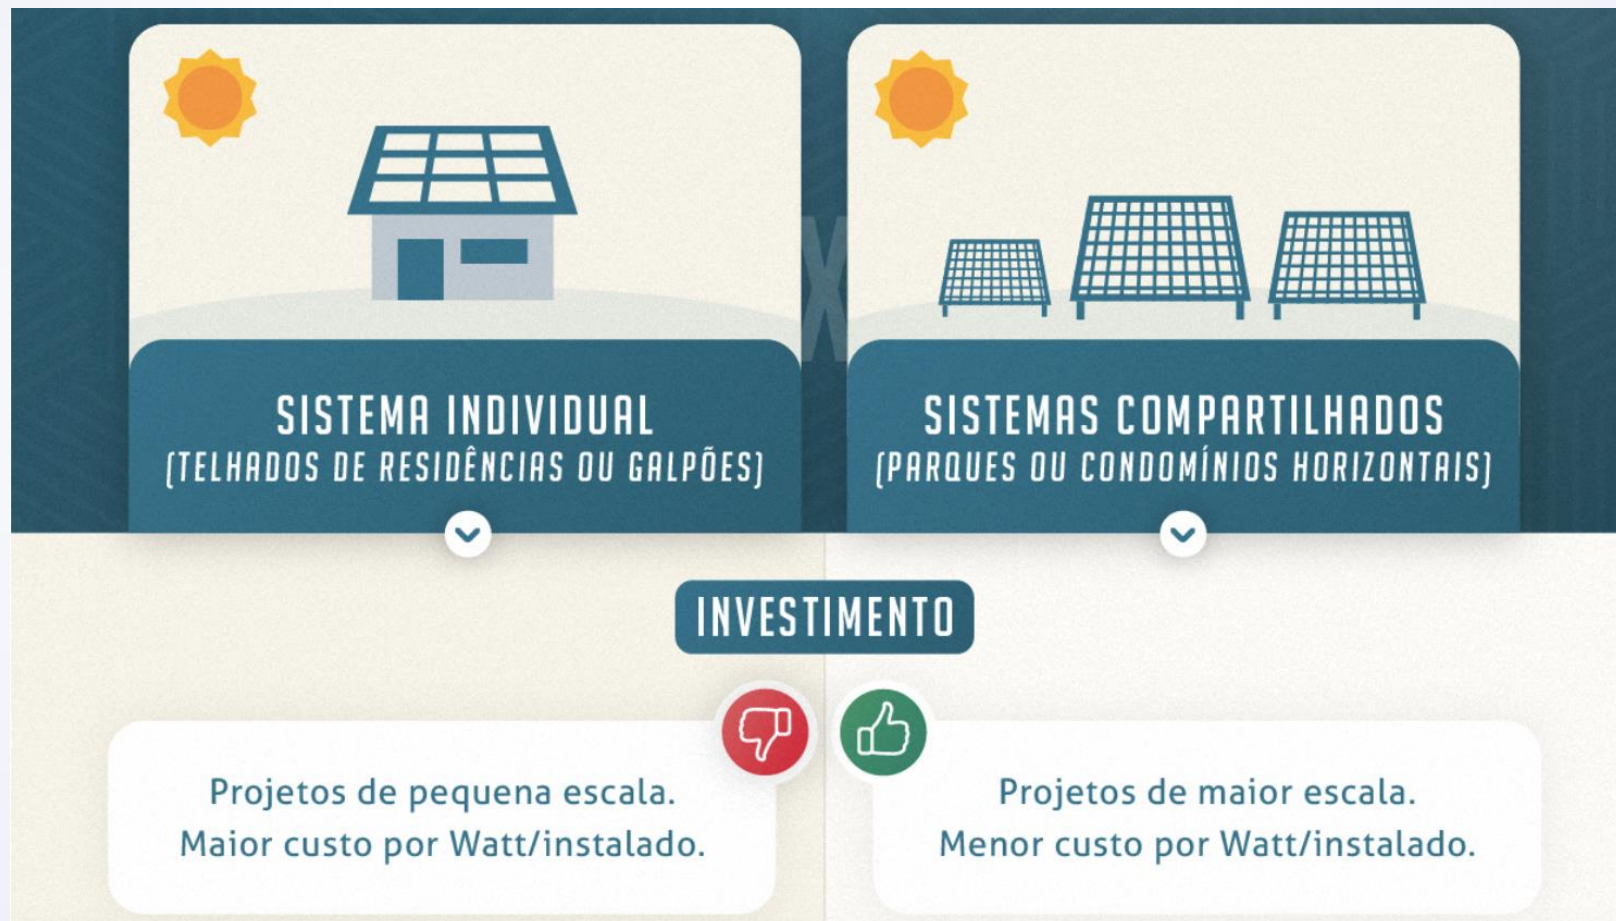 X
SISTEMA INDIVIDUAL
(TELHADOS DE RESIDÊNCIAS OU GALPÕES)
SISTEMAS COMPARTILHADOS
(PARQUES OU CONDOMÍNIOS HORIZONTAIS)
INVESTIMENTO
Projetos de pequena escala.
Maior custo por Watt/instalado.
Projetos de maior escala.
Menor custo por Watt/instalado.